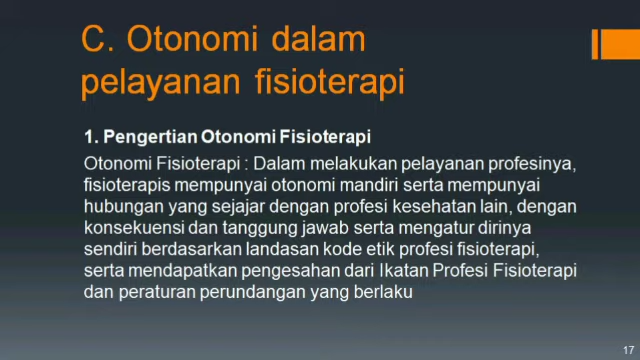 C. Otonomi dalam
pelayanan fisioterapi
1. Pengertian Otonomi Fisioterapi
Otonomi Fisioterapi : Dalam melakukan pelayanan profesinya,
fisioterapis mempunyai otonomi mandiri serta mempunyai
hubungan yang sejajar dengan profesi kesehatan lain, dengan
konsekuensi dan tanggung jawab serta mengatur dirinya
sendiri berdasarkan landasan kode etik profesi fisioterapi,
serta mendapatkan pengesahan dari Ikatan Profesi Fisioterapi
dan peraturan perundangan yang berlaku
17